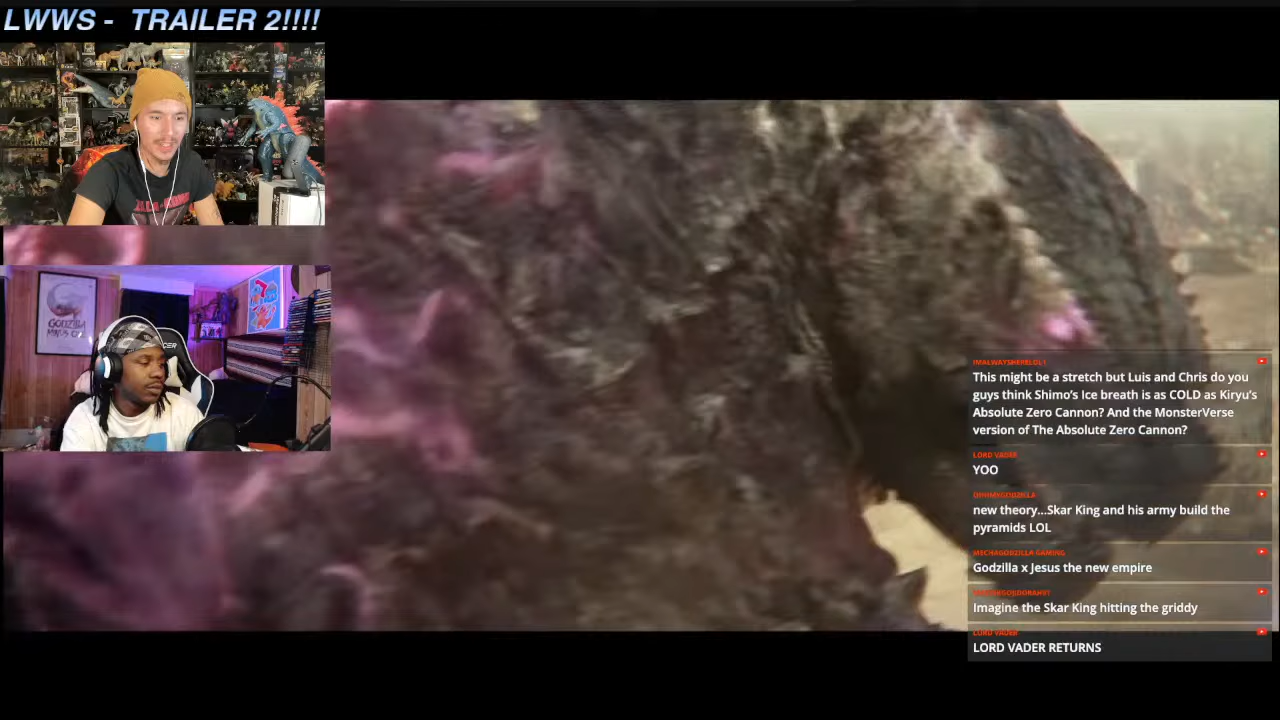 LWWS - TRAILER 2!!!!
GODZILLA
MINUS ONE
This might be a stretch but Luis and Chris do you
guys think Shimo's Ice breath is as COLD as Kiryu's
Absolute Zero Cannon? And the MonsterVerse
version of The Absolute Zero Cannon?
LORD VADER
YOO
new theory...Skar King and his army build the
pyramids LOL
MECHAGODZILLA GAMING
Godzilla x Jesus the new empire
Imagine the Skar King hitting the griddy
LORD VADER
LORD VADER RETURNS